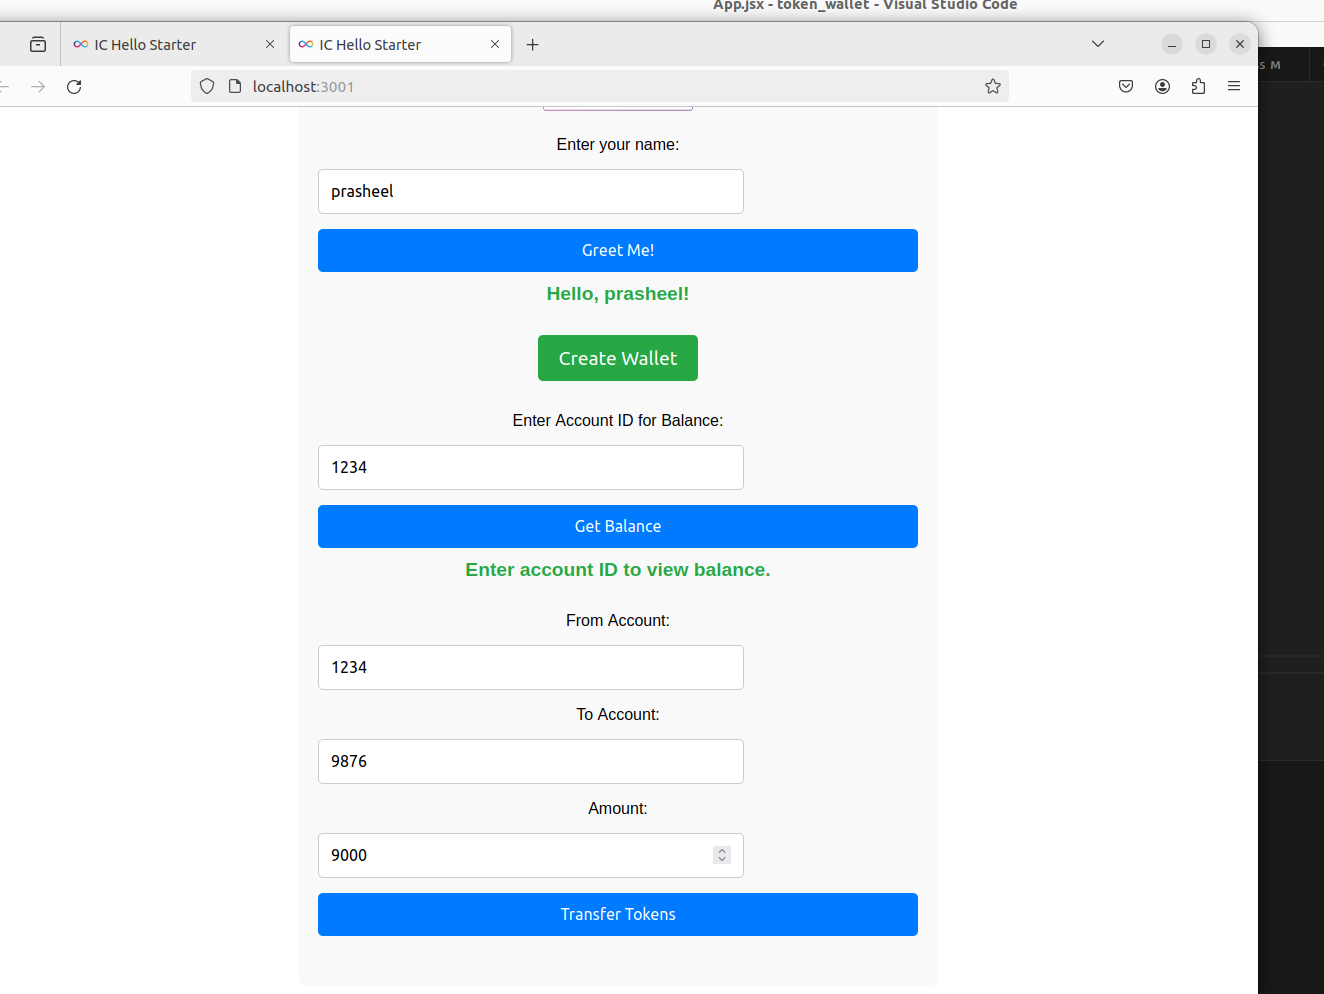 App.jsx - token_wallet - Visual Studio Code
IC Hello Starter
IC Hello Starter
localhost:3001
ss M
Enter your name:
prasheel
Greet Me!
Hello, prasheel!
Create Wallet
Enter Account ID for Balance:
1234
Get Balance
Enter account ID to view balance.
From Account:
1234
To Account:
9876
Amount:
9000
Transfer Tokens